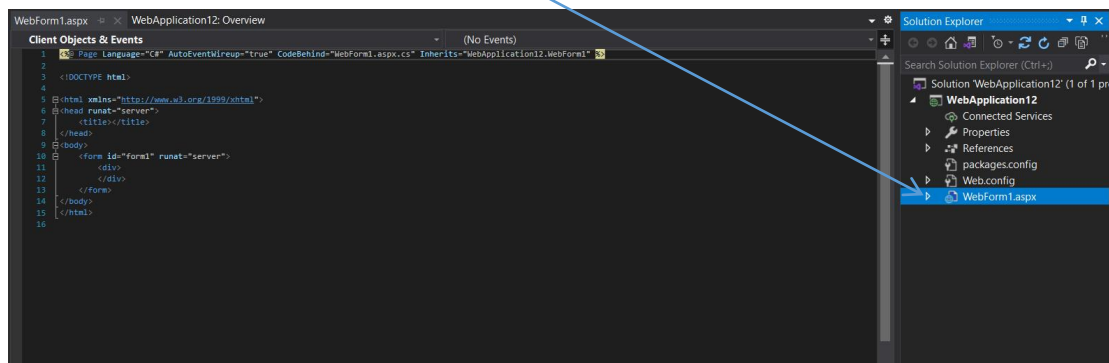 WebForm1.aspx WebApplication12: Overview
Client Objects & Events (No Events)
1 <%@ Page Language="C#" AutoEventWireup="true" CodeBehind="WebForm1.aspx.cs" Inherits="WebApplication12.WebForm1" %>
2
3 <!DOCTYPE html>
4
5 <html xmlns="http://www.w3.org/1999/xhtml">
6 <head runat="server">
7 <title></title>
8 </head>
9 <body>
10 <form id="form1" runat="server">
11 <div>
12 </div>
13 </form>
14 </body>
15 </html>
16
Solution Explorer
Search Solution Explorer (Ctrl+;)
Solution 'WebApplication12' (1 of 1 pr
WebApplication12
Connected Services
Properties
References
packages.config
Web.config
WebForm1.aspx